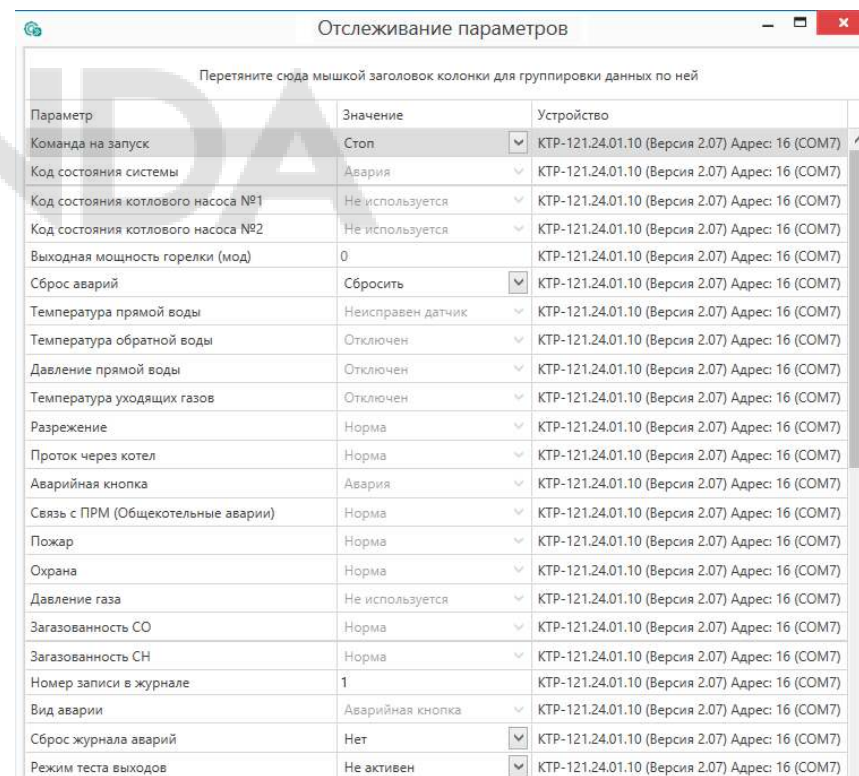 Отслеживание параметров
Перетяните сюда мышкой заголовок колонки для группировки данных по ней
Параметр Значение Устройство
Команда на запуск Стоп КТР-121.24.01.10 (Версия 2.07) Адрес: 16 (COM7)
Код состояния системы Авария КТР-121.24.01.10 (Версия 2.07) Адрес: 16 (COM7)
Код состояния котлового насоса №1 Не используется КТР-121.24.01.10 (Версия 2.07) Адрес: 16 (COM7)
Код состояния котлового насоса №2 Не используется КТР-121.24.01.10 (Версия 2.07) Адрес: 16 (COM7)
Выходная мощность горелки (мод) 0 КТР-121.24.01.10 (Версия 2.07) Адрес: 16 (COM7)
Сброс аварий Сбросить КТР-121.24.01.10 (Версия 2.07) Адрес: 16 (COM7)
Температура прямой воды Неисправен датчик КТР-121.24.01.10 (Версия 2.07) Адрес: 16 (COM7)
Температура обратной воды Отключен КТР-121.24.01.10 (Версия 2.07) Адрес: 16 (COM7)
Давление прямой воды Отключен КТР-121.24.01.10 (Версия 2.07) Адрес: 16 (COM7)
Температура уходящих газов Отключен КТР-121.24.01.10 (Версия 2.07) Адрес: 16 (COM7)
Разрежение Норма КТР-121.24.01.10 (Версия 2.07) Адрес: 16 (COM7)
Проток через котел Норма КТР-121.24.01.10 (Версия 2.07) Адрес: 16 (COM7)
Аварийная кнопка Авария КТР-121.24.01.10 (Версия 2.07) Адрес: 16 (COM7)
Связь с ПРМ (Общекотельные аварии) Норма КТР-121.24.01.10 (Версия 2.07) Адрес: 16 (COM7)
Пожар Норма КТР-121.24.01.10 (Версия 2.07) Адрес: 16 (COM7)
Охрана Норма КТР-121.24.01.10 (Версия 2.07) Адрес: 16 (COM7)
Давление газа Не используется КТР-121.24.01.10 (Версия 2.07) Адрес: 16 (COM7)
Загазованность CO Норма КТР-121.24.01.10 (Версия 2.07) Адрес: 16 (COM7)
Загазованность CH Норма КТР-121.24.01.10 (Версия 2.07) Адрес: 16 (COM7)
Номер записи в журнале 1 КТР-121.24.01.10 (Версия 2.07) Адрес: 16 (COM7)
Вид аварии Аварийная кнопка КТР-121.24.01.10 (Версия 2.07) Адрес: 16 (COM7)
Сброс журнала аварий Нет КТР-121.24.01.10 (Версия 2.07) Адрес: 16 (COM7)
Режим теста выходов Не активен КТР-121.24.01.10 (Версия 2.07) Адрес: 16 (COM7)